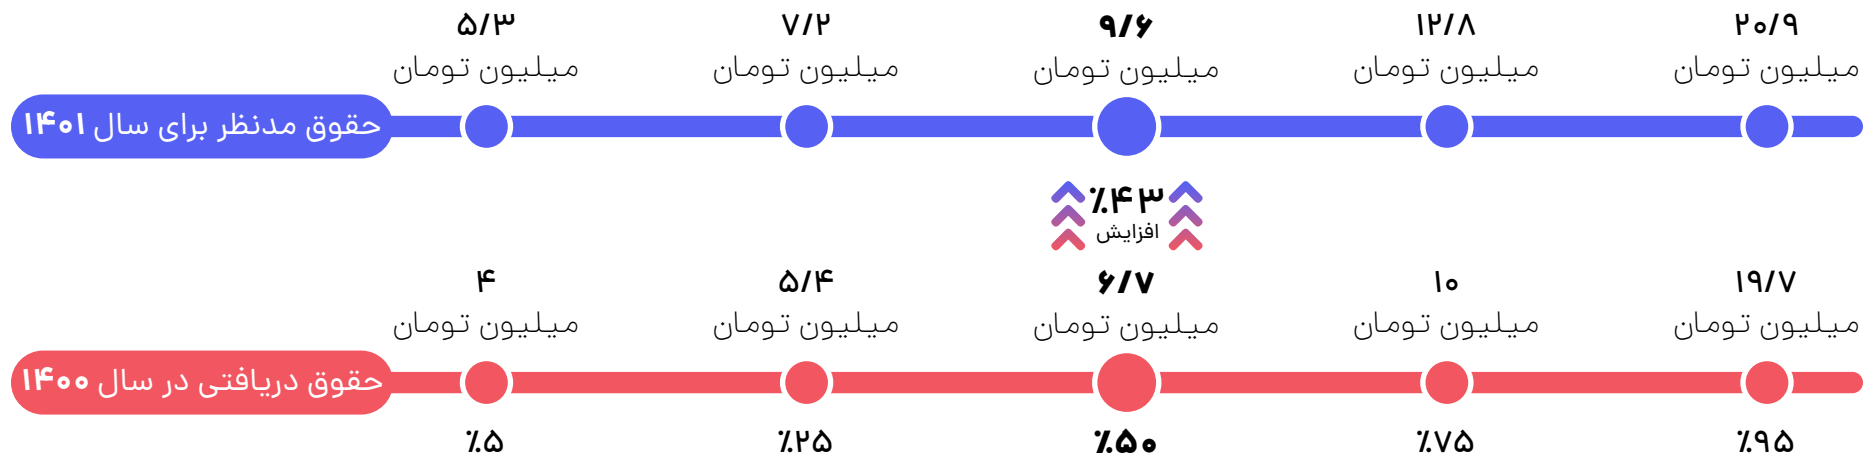 ۵/۳ ۷/۲ ۹/۶ ۱۲/۸ ۲۰/۹
میلیون تومان میلیون تومان میلیون تومان میلیون تومان میلیون تومان
حقوق مدنظر برای سال ۱۴۰۱
٪۴۳
افزایش
۴ ۵/۴ ۶/۷ ۱۰ ۱۹/۷
میلیون تومان میلیون تومان میلیون تومان میلیون تومان میلیون تومان
حقوق دریافتی در سال ۱۴۰۰
٪۵ ٪۲۵ ٪۵۰ ٪۷۵ ٪۹۵